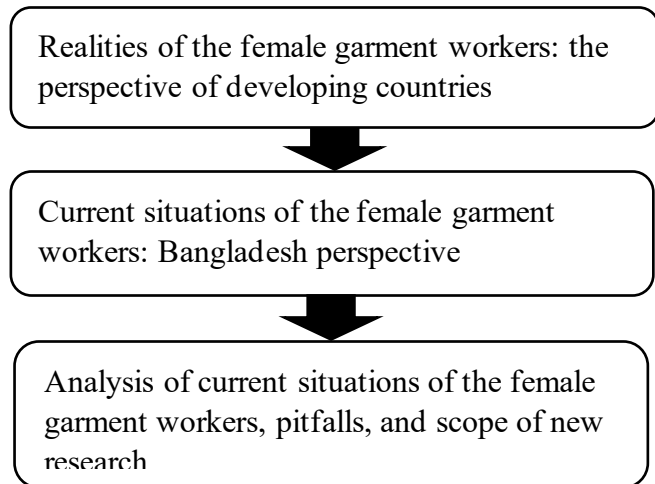 Realities of the female garment workers: the
perspective of developing countries
Current situations of the female garment
workers: Bangladesh perspective
Analysis of current situations of the female
garment workers, pitfalls, and scope of new
research